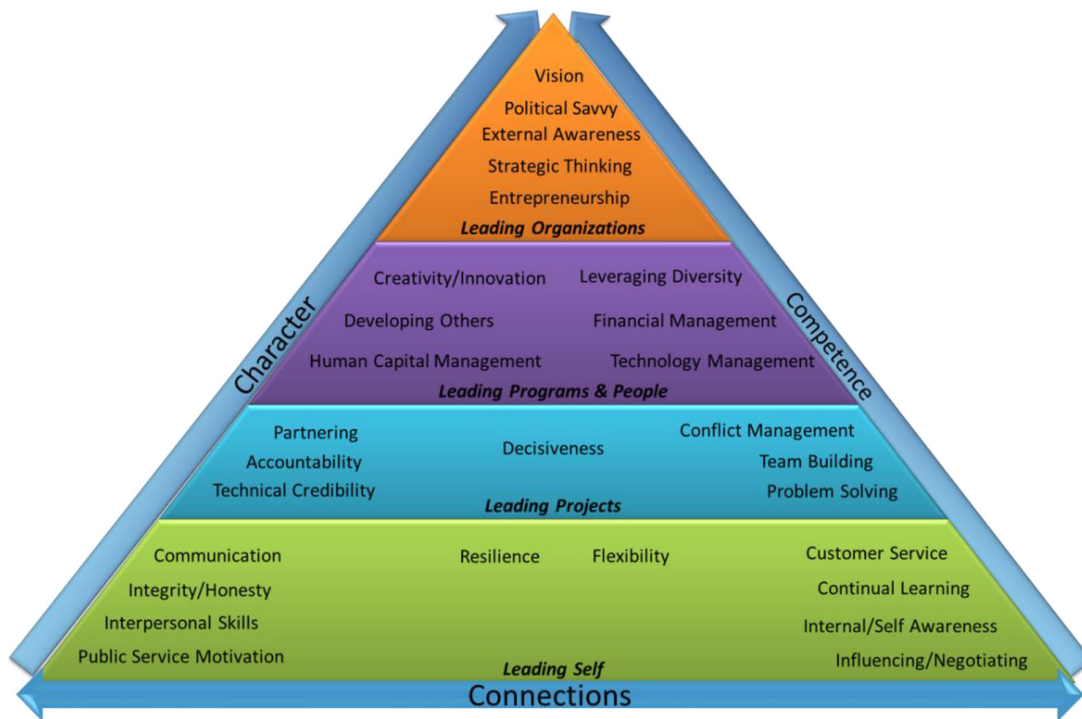 Vision
Political Savvy
External Awareness
Strategic Thinking
Entrepreneurship
Leading Organizations
Creativity/Innovation Leveraging Diversity
Developing Others Financial Management
Human Capital Management Technology Management
Leading Programs & People
Character
Competence
Partnering Decisiveness Conflict Management
Accountability Team Building
Technical Credibility Problem Solving
Leading Projects
Communication Resilience Flexibility Customer Service
Integrity/Honesty Continual Learning
Interpersonal Skills Internal/Self Awareness
Public Service Motivation Influencing/Negotiating
Leading Self
Connections